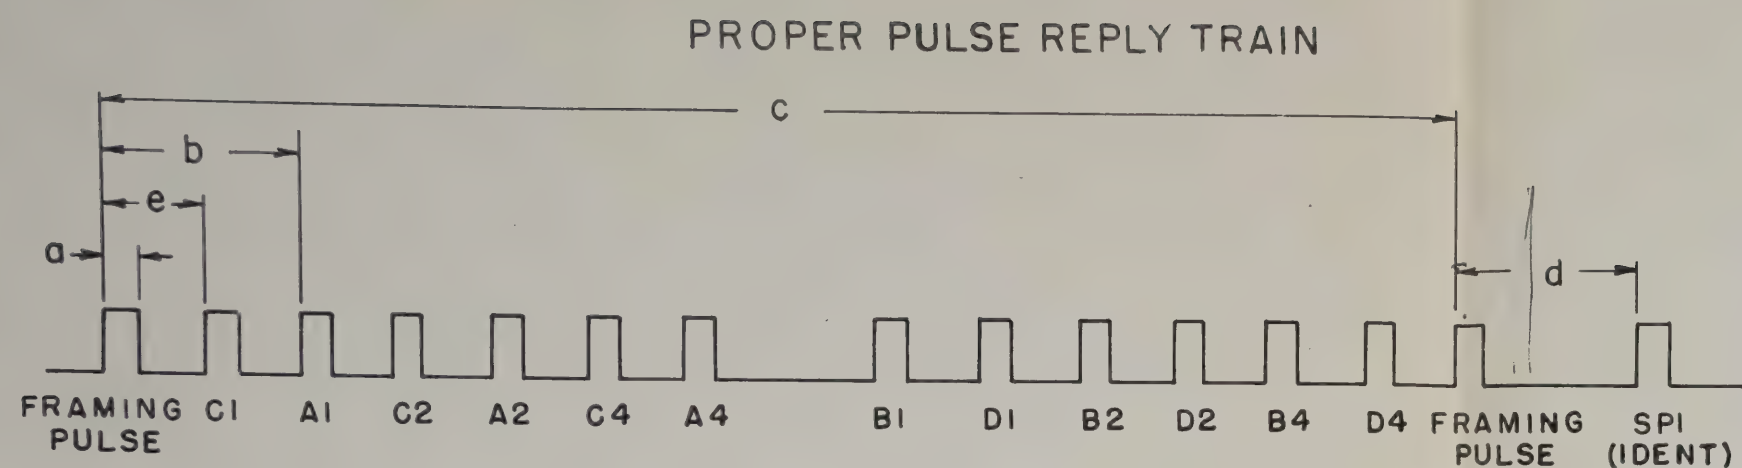 PROPER PULSE REPLY TRAIN
c
b
e
a
d
FRAMING PULSE C1 A1 C2 A2 C4 A4 B1 D1 B2 D2 B4 D4 FRAMING PULSE SPI (IDENT)